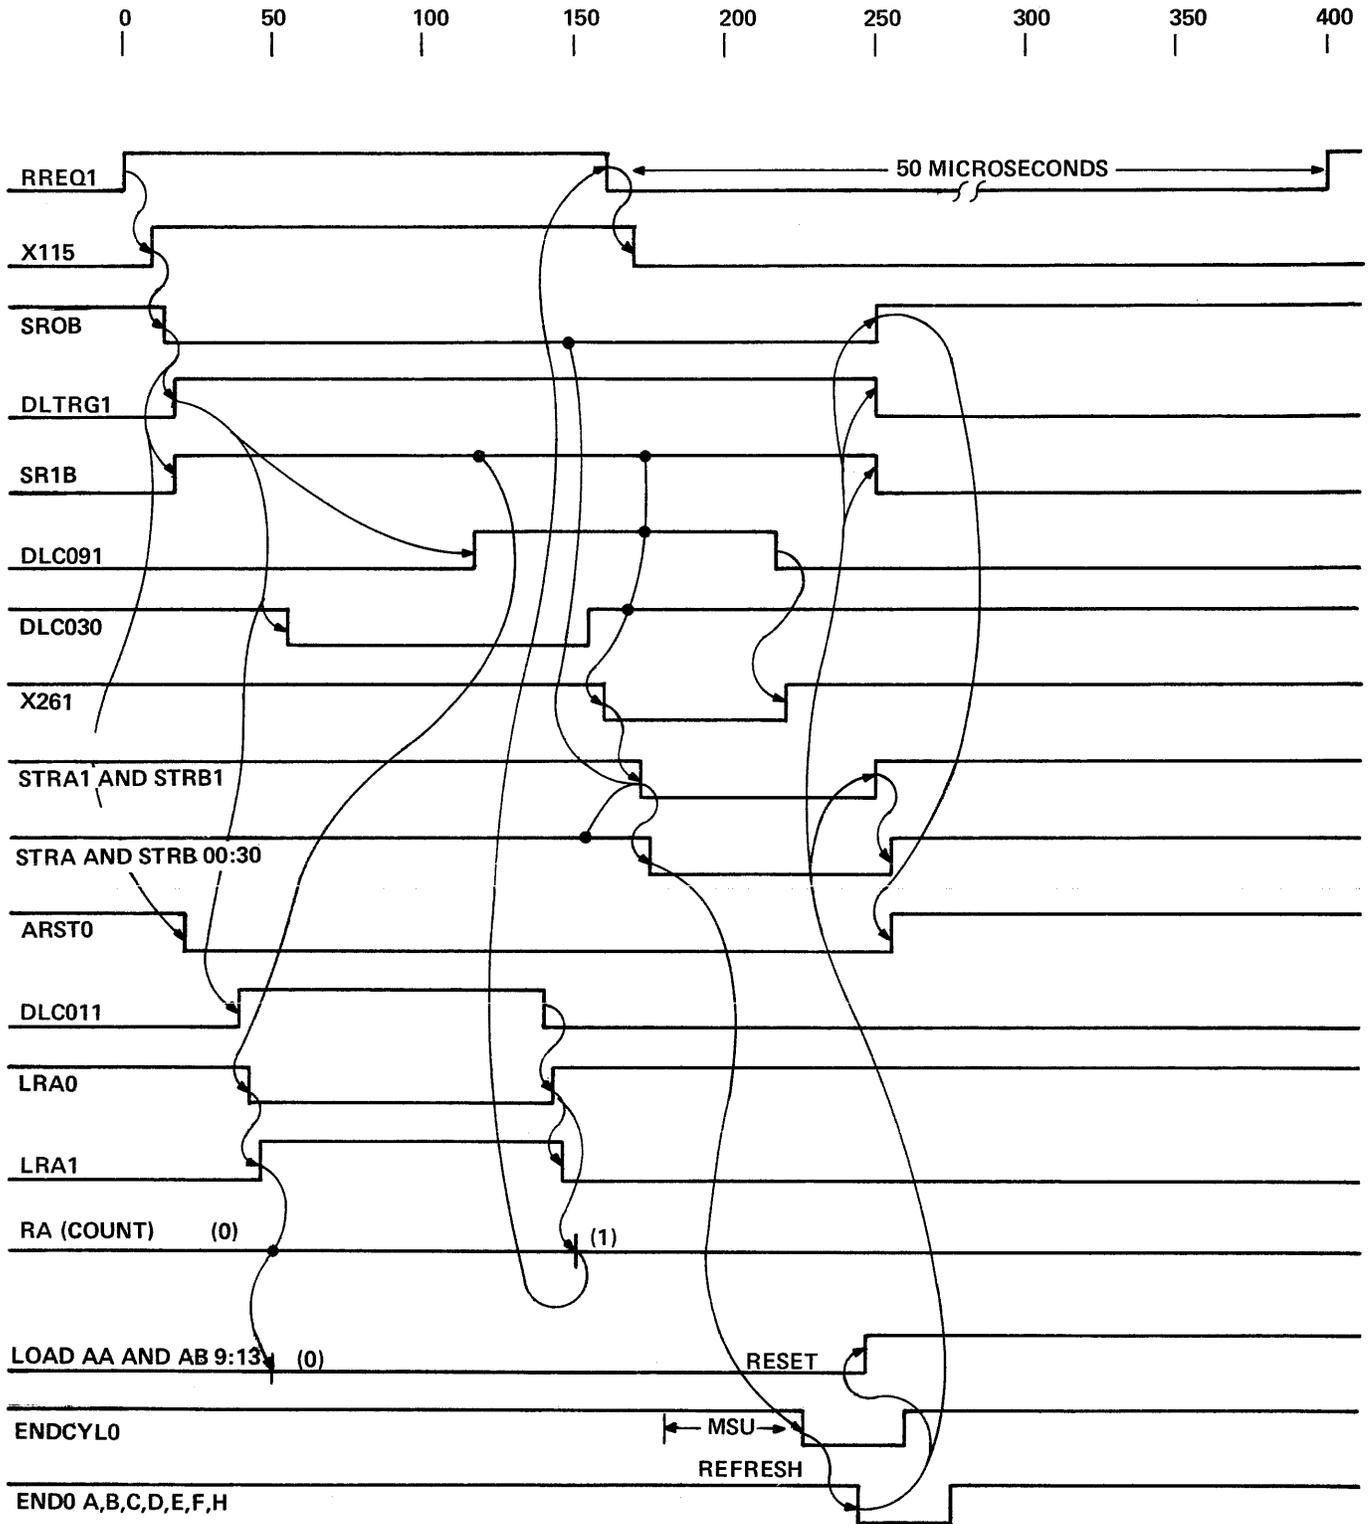 0 50 100 150 200 250 300 350 400
RREQ1
50 MICROSECONDS
X115
SROB
DLTRG1
SR1B
DLC091
DLC030
X261
STRA1 AND STRB1
STRA AND STRB 00:30
ARST0
DLC011
LRA0
LRA1
RA (COUNT) (0) (1)
LOAD AA AND AB 9:13 (0) RESET
ENDCYL0 MSU
REFRESH
END0 A,B,C,D,E,F,H